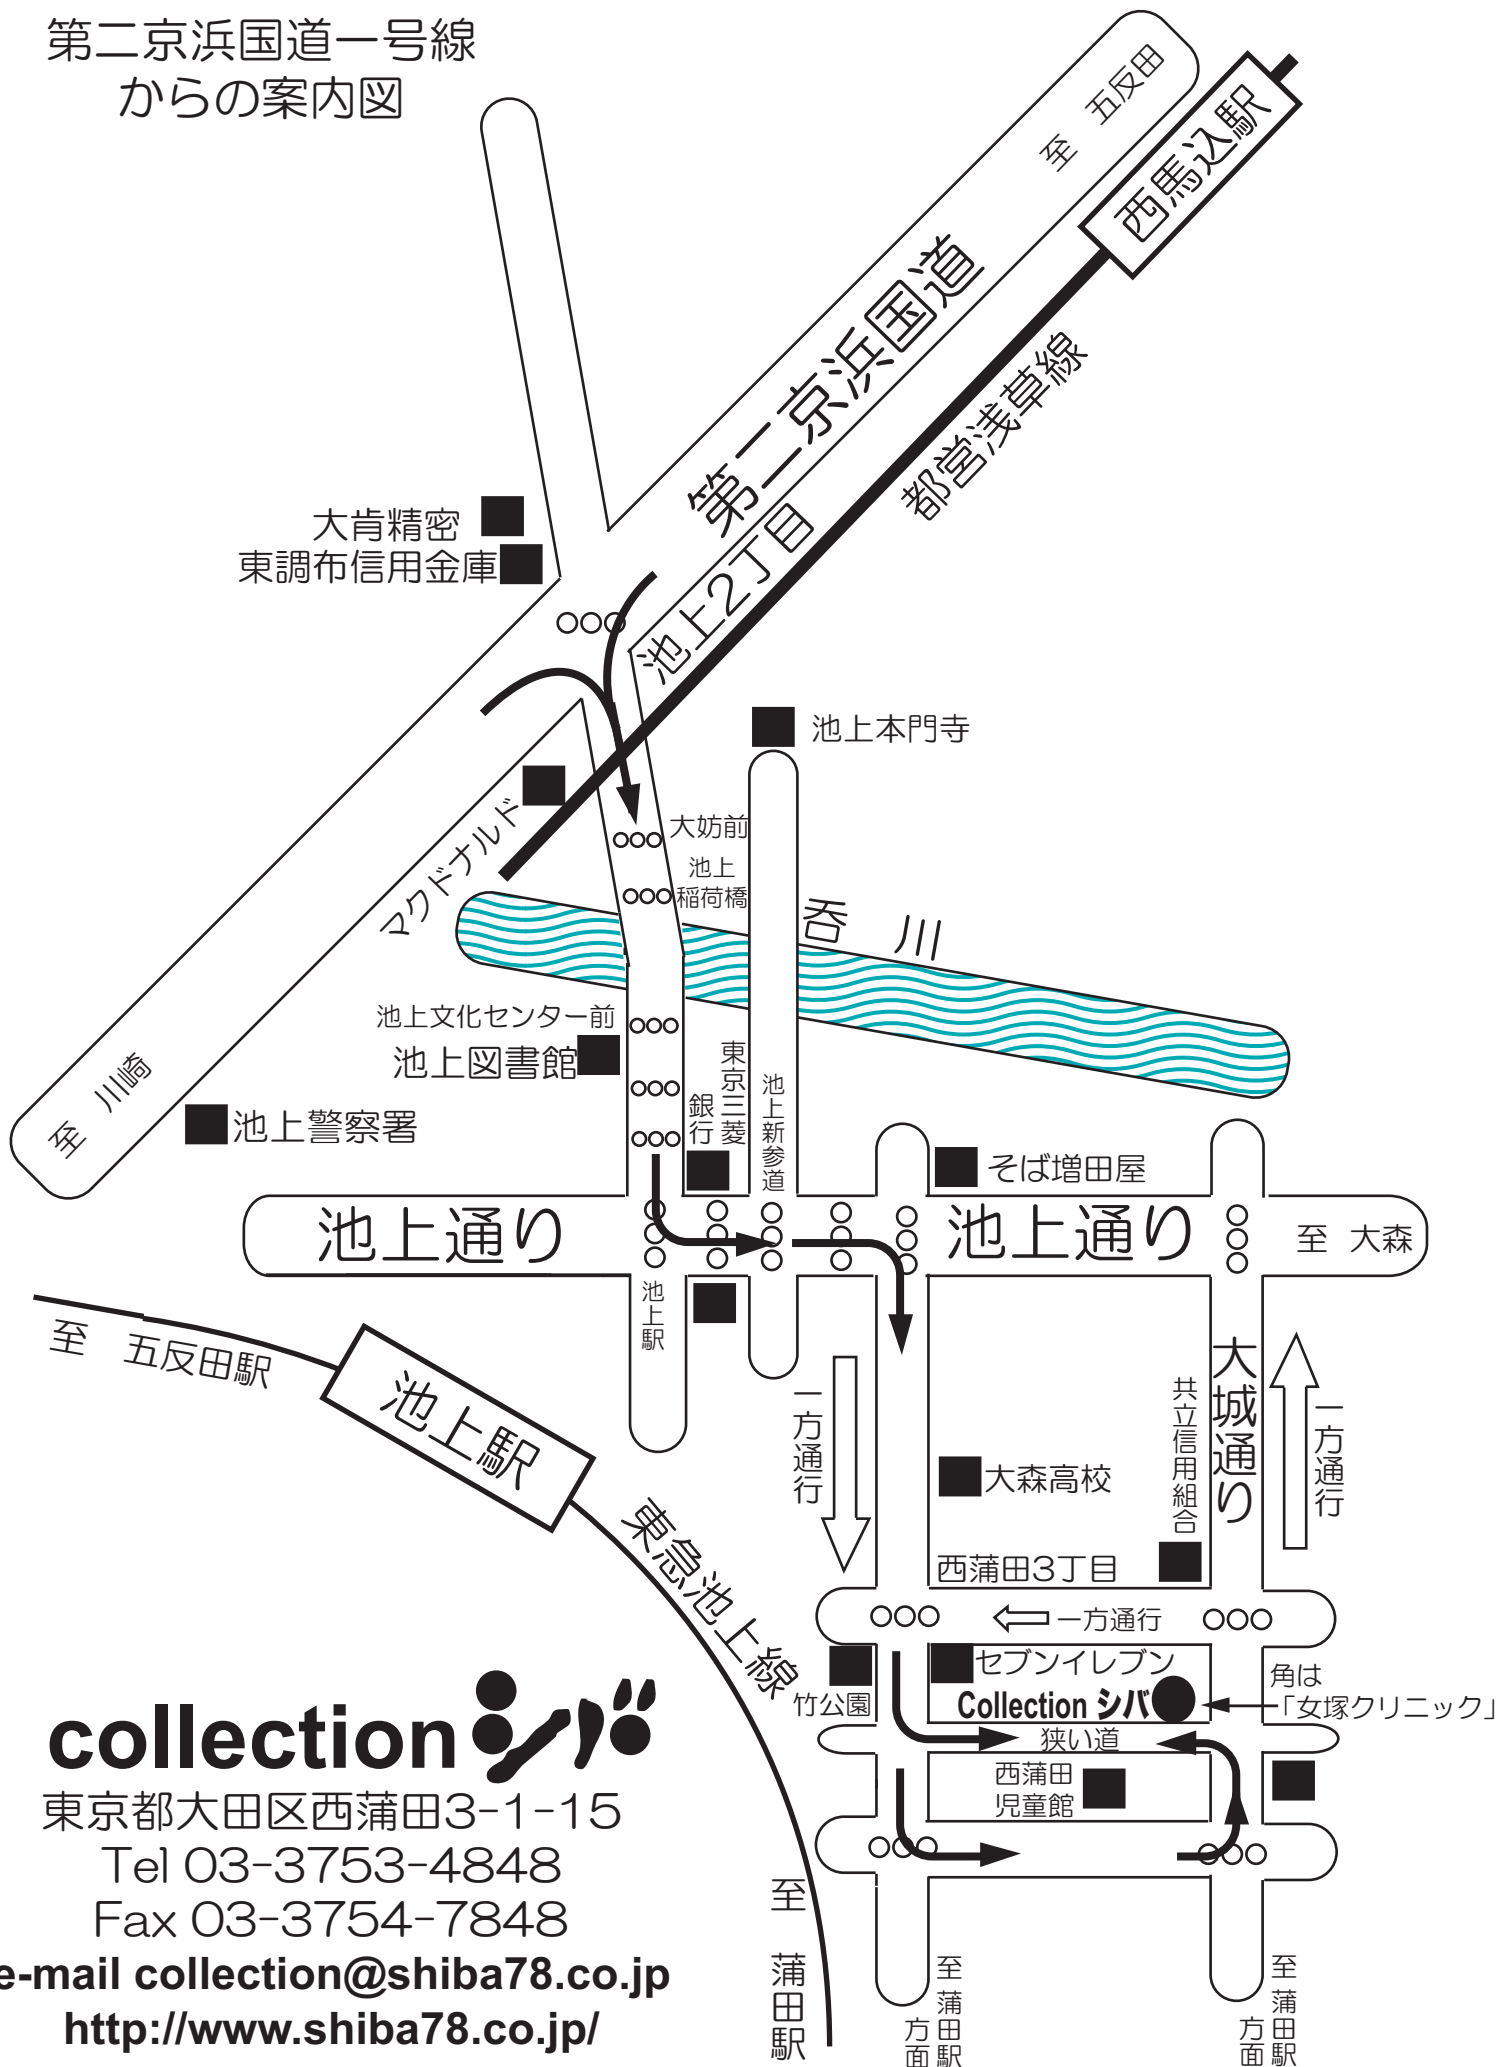 第二京浜国道一号線
からの案内図
至 五反田
西馬込駅
第二京浜国道
都営浅草線
大肯精密
東調布信用金庫
池上2丁目
池上本門寺
マクドナルド
大妨前
池上
稲荷橋
呑川
池上文化センター前
池上図書館
東京三菱
銀行
池上新参道
至 川崎
池上警察署
そば増田屋
池上通り
池上通り
至 大森
池上駅
至 五反田駅
池上駅
東急池上線
一方通行
大森高校
共立信用組合
大城通り
一方通行
西蒲田3丁目
一方通行
セブンイレブン
竹公園
Collection シバ
角は
「女塚クリニック」
狭い道
西蒲田
児童館
collection シバ
東京都大田区西蒲田3-1-15
Tel 03-3753-4848
Fax 03-3754-7848
e-mail collection@shiba78.co.jp
http://www.shiba78.co.jp/
至 蒲田駅
至 蒲田駅
方面
至 蒲田駅
方面